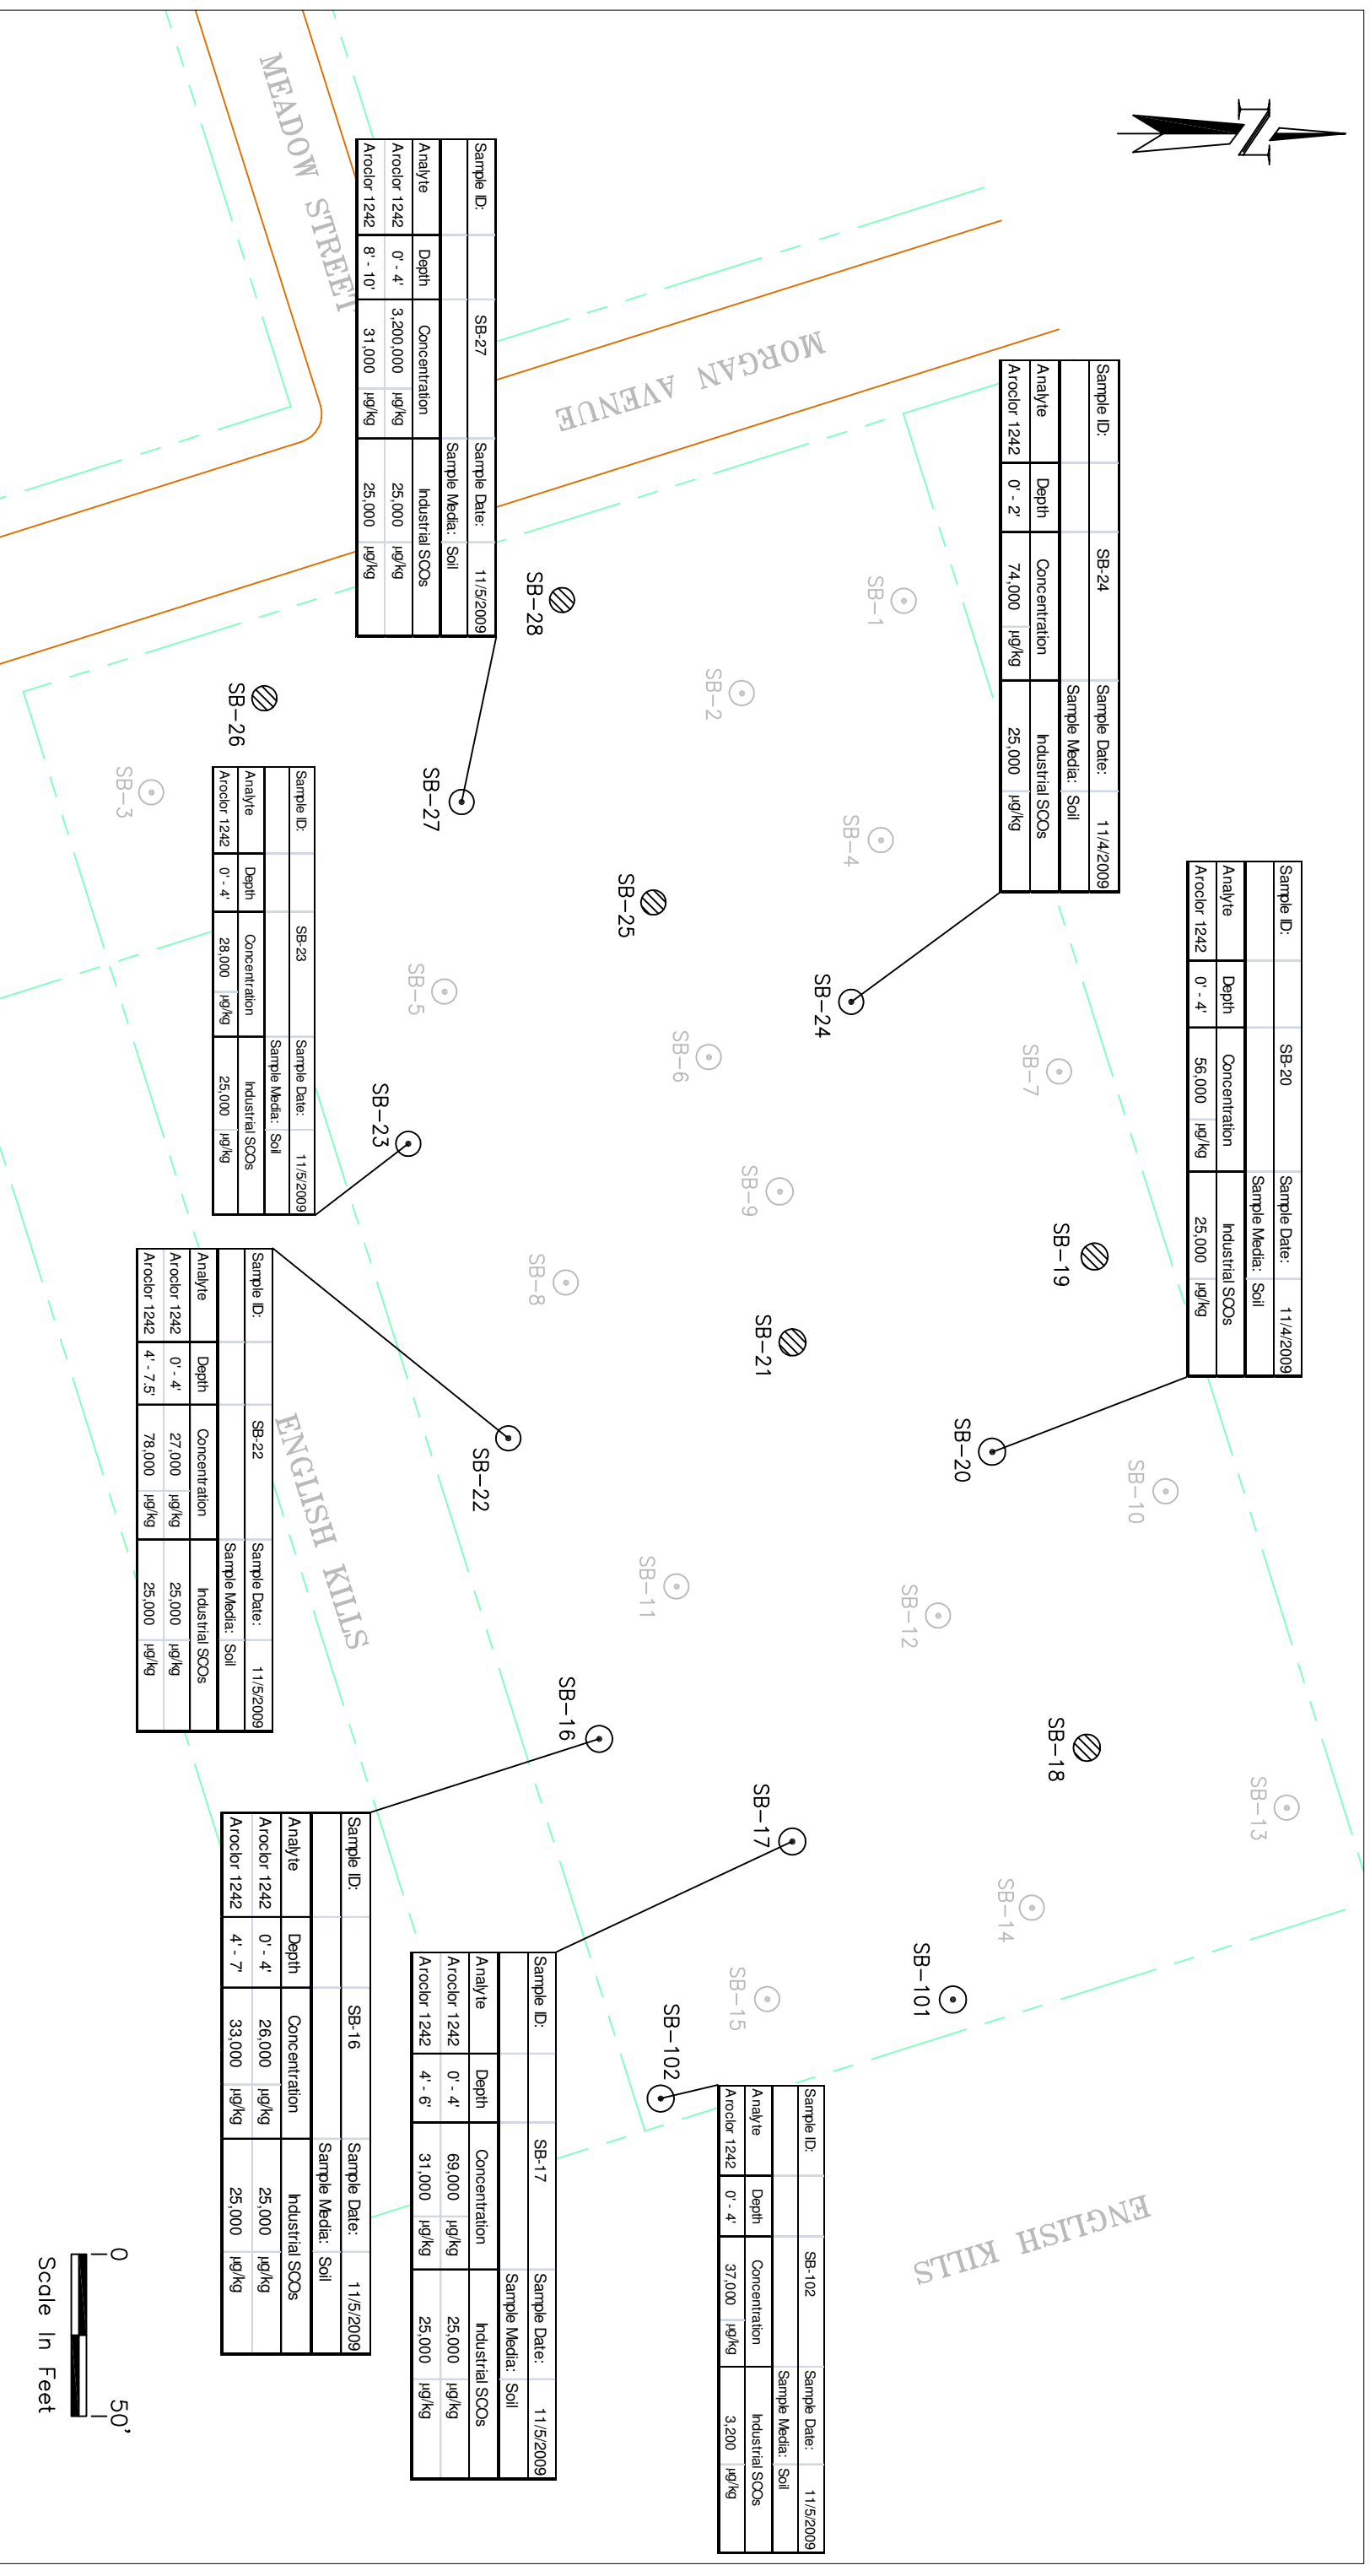 N
MEADOW STREET
MORGAN AVENUE
ENGLISH KILLS
ENGLISH KILLS
Sample ID: SB-27 Sample Date: 11/5/2009
Sample Media: Soil
Analyte Depth Concentration Industrial SCOs
Aroclor 1242 0' - 4' 3,200,000 µg/kg 25,000 µg/kg
Aroclor 1242 8' - 10' 31,000 µg/kg 25,000 µg/kg
Sample ID: SB-24 Sample Date: 11/4/2009
Sample Media: Soil
Analyte Depth Concentration Industrial SCOs
Aroclor 1242 0' - 2' 74,000 µg/kg 25,000 µg/kg
Sample ID: SB-20 Sample Date: 11/4/2009
Sample Media: Soil
Analyte Depth Concentration Industrial SCOs
Aroclor 1242 0' - 4' 56,000 µg/kg 25,000 µg/kg
Sample ID: SB-23 Sample Date: 11/5/2009
Sample Media: Soil
Analyte Depth Concentration Industrial SCOs
Aroclor 1242 0' - 4' 28,000 µg/kg 25,000 µg/kg
Sample ID: SB-22 Sample Date: 11/5/2009
Sample Media: Soil
Analyte Depth Concentration Industrial SCOs
Aroclor 1242 0' - 4' 27,000 µg/kg 25,000 µg/kg
Aroclor 1242 4' - 7.5' 78,000 µg/kg 25,000 µg/kg
Sample ID: SB-16 Sample Date: 11/5/2009
Sample Media: Soil
Analyte Depth Concentration Industrial SCOs
Aroclor 1242 0' - 4' 26,000 µg/kg 25,000 µg/kg
Aroclor 1242 4' - 7' 33,000 µg/kg 25,000 µg/kg
Sample ID: SB-17 Sample Date: 11/5/2009
Sample Media: Soil
Analyte Depth Concentration Industrial SCOs
Aroclor 1242 0' - 4' 69,000 µg/kg 25,000 µg/kg
Aroclor 1242 4' - 6' 31,000 µg/kg 25,000 µg/kg
Sample ID: SB-102 Sample Date: 11/5/2009
Sample Media: Soil
Analyte Depth Concentration Industrial SCOs
Aroclor 1242 0' - 4' 37,000 µg/kg 3,200 µg/kg
SB-1
SB-2
SB-3
SB-4
SB-5
SB-6
SB-7
SB-8
SB-9
SB-10
SB-11
SB-12
SB-13
SB-14
SB-15
SB-16
SB-17
SB-18
SB-19
SB-20
SB-21
SB-22
SB-23
SB-24
SB-25
SB-26
SB-27
SB-28
SB-101
SB-102
0 50'
Scale In Feet